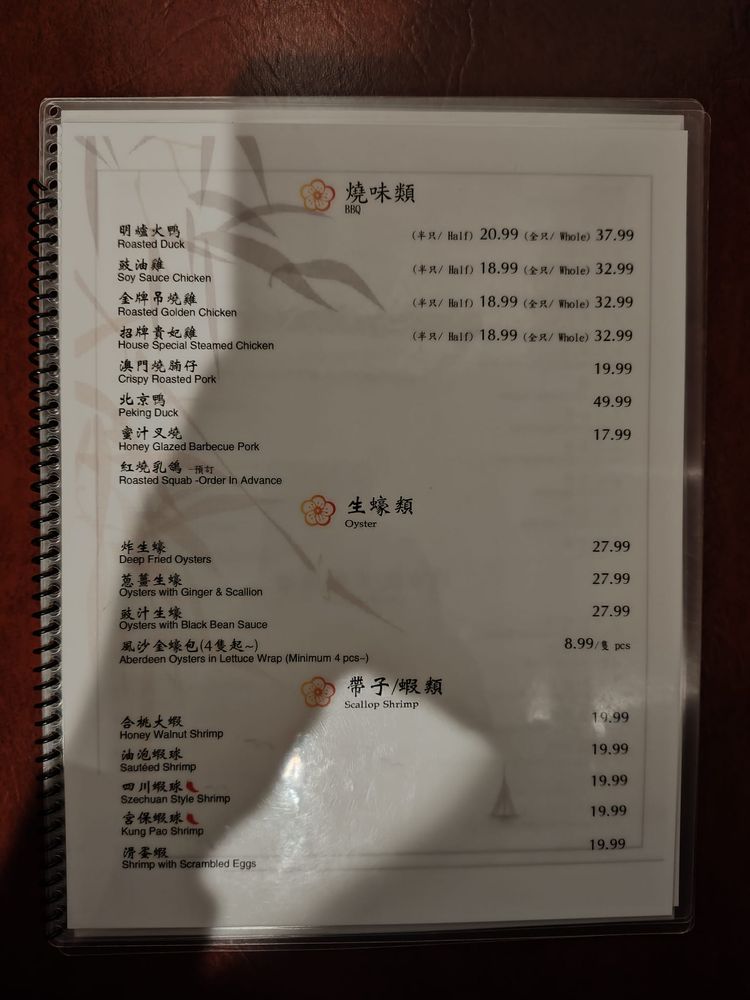 燒味類
BBQ
明爐火鴨
Roasted Duck
(半只/ Half) 20.99 (全只/ Whole) 37.99
豉油雞
Soy Sauce Chicken
(半只/ Half) 18.99 (全只/ Whole) 32.99
金牌吊燒雞
Roasted Golden Chicken
(半只/ Half) 18.99 (全只/ Whole) 32.99
招牌貴妃雞
House Special Steamed Chicken
(半只/ Half) 18.99 (全只/ Whole) 32.99
澳門燒腩仔
Crispy Roasted Pork
19.99
北京鸭
Peking Duck
49.99
蜜汁叉燒
Honey Glazed Barbecue Pork
17.99
紅燒乳鴿 -預訂
Roasted Squab -Order In Advance
生蠔類
Oyster
炸生蠔
Deep Fried Oysters
27.99
蔥薑生蠔
Oysters with Ginger & Scallion
27.99
豉汁生蠔
Oysters with Black Bean Sauce
27.99
風沙金蠔包(4隻起~)
Aberdeen Oysters in Lettuce Wrap (Minimum 4 pcs~)
8.99/隻 pcs
帶子/蝦類
Scallop Shrimp
合桃大蝦
Honey Walnut Shrimp
19.99
油泡蝦球
Sautéed Shrimp
19.99
四川蝦球
Szechuan Style Shrimp
19.99
宮保蝦球
Kung Pao Shrimp
19.99
滑蛋蝦
Shrimp with Scrambled Eggs
19.99